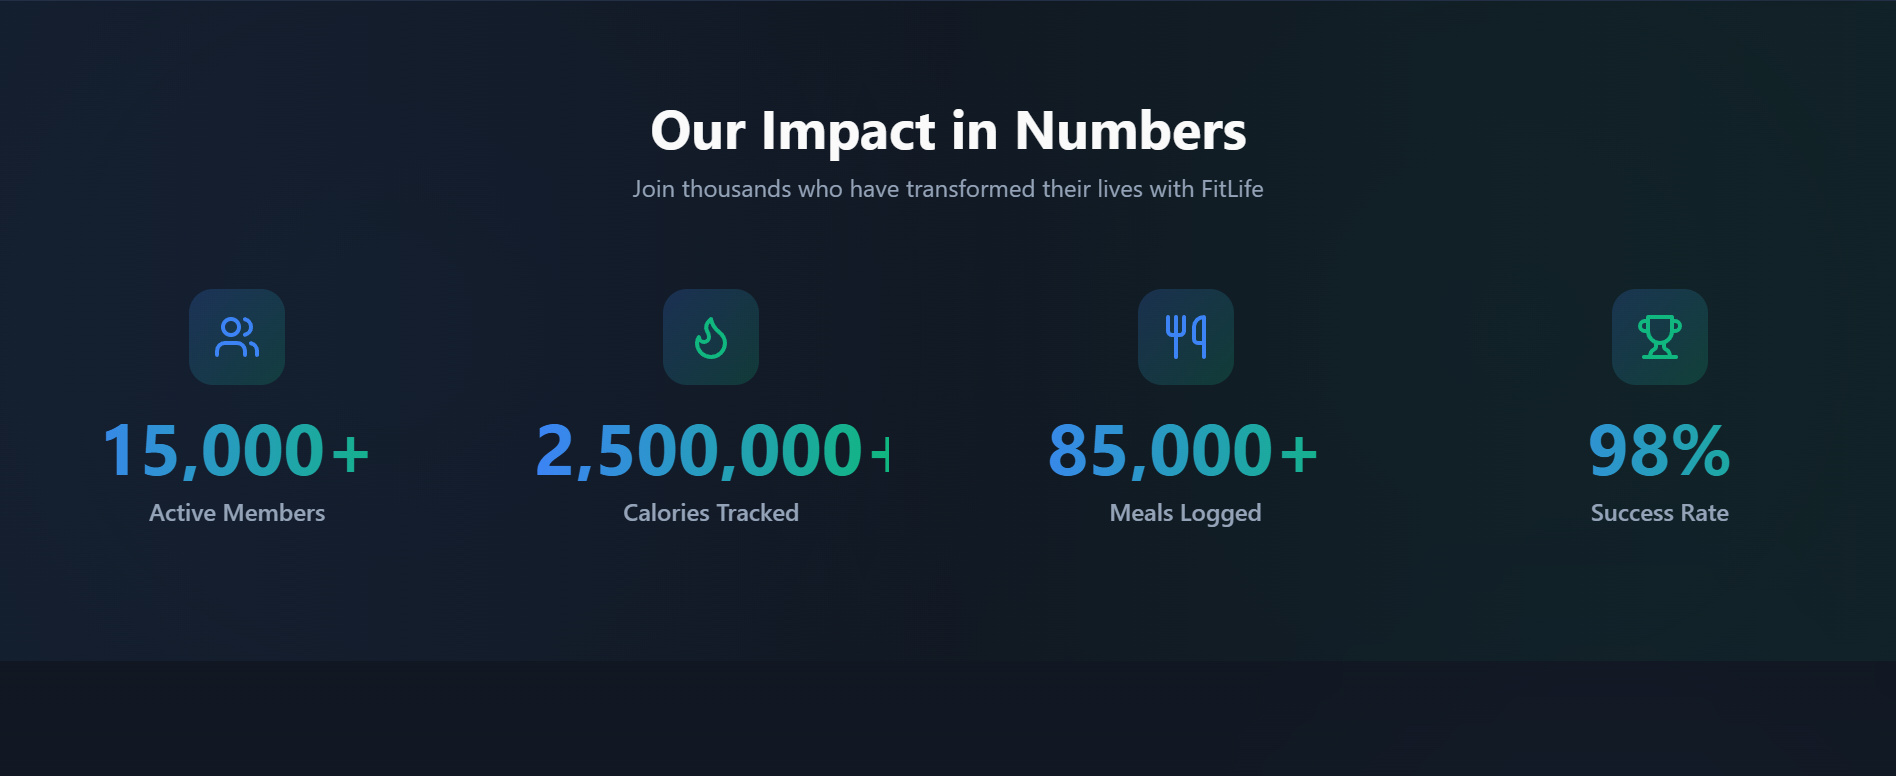 Our Impact in Numbers
Join thousands who have transformed their lives with FitLife
15,000+
2,500,000+
85,000+
98%
Active Members
Calories Tracked
Meals Logged
Success Rate